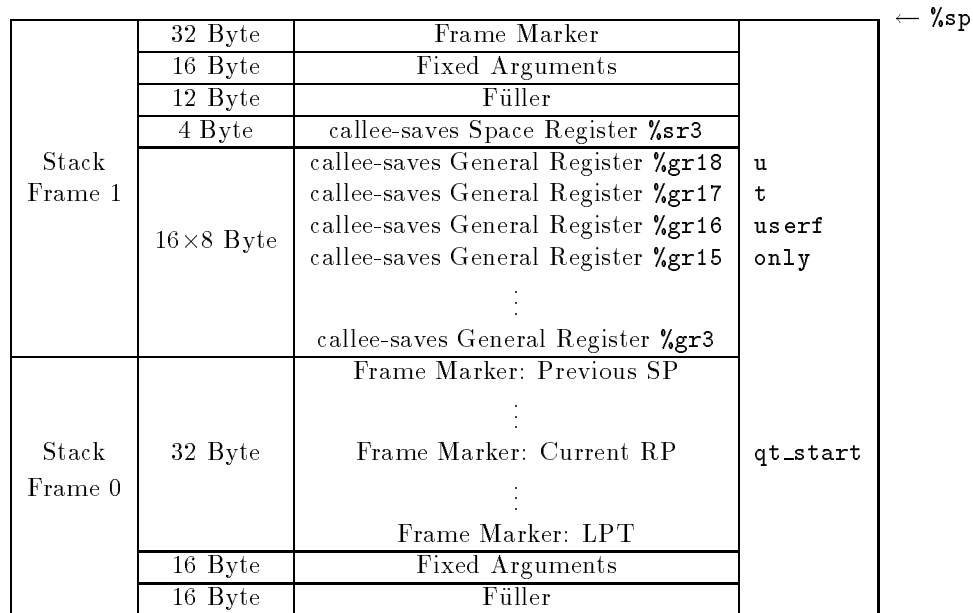 ← %sp
32 Byte Frame Marker
16 Byte Fixed Arguments
12 Byte Füller
4 Byte callee-saves Space Register %sr3
Stack callee-saves General Register %gr18 u
Frame 1 callee-saves General Register %gr17 t
16×8 Byte callee-saves General Register %gr16 userf
callee-saves General Register %gr15 only
⋮
callee-saves General Register %gr3
Frame Marker: Previous SP
⋮
Stack 32 Byte Frame Marker: Current RP qt_start
Frame 0
⋮
Frame Marker: LPT
16 Byte Fixed Arguments
16 Byte Füller